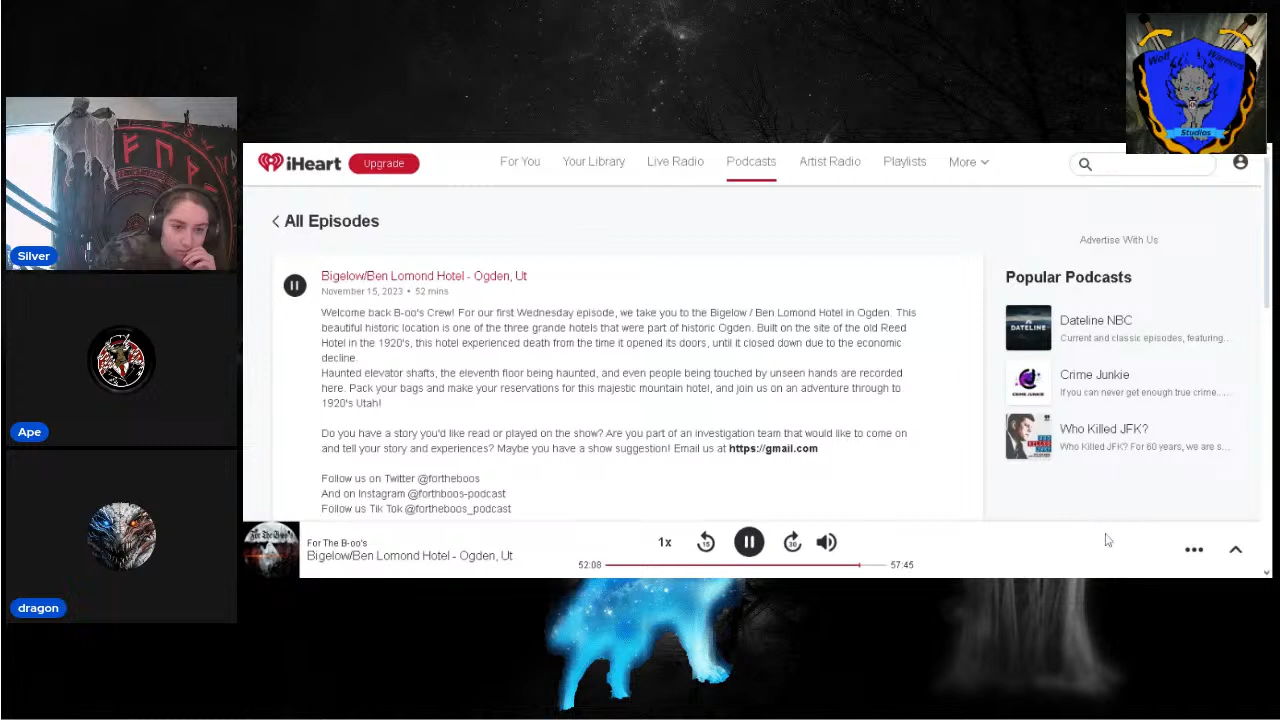 Wolf Warriors
Studios
iHeart
Upgrade
For You
Your Library
Live Radio
Podcasts
Artist Radio
Playlists
More
All Episodes
Advertise With Us
Bigelow/Ben Lomond Hotel - Ogden, Ut
November 15, 2023 • 52 mins
Welcome back B-oo's Crew! For our first Wednesday episode, we take you to the Bigelow / Ben Lomond Hotel in Ogden. This
beautiful historic location is one of the three grande hotels that were part of historic Ogden. Built on the site of the old Reed
Hotel in the 1920's, this hotel experienced death from the time it opened its doors, until it closed down due to the economic
decline.
Haunted elevator shafts, the eleventh floor being haunted, and even people being touched by unseen hands are recorded
here. Pack your bags and make your reservations for this majestic mountain hotel, and join us on an adventure through to
1920's Utah!
Do you have a story you'd like read or played on the show? Are you part of an investigation team that would like to come on
and tell your story and experiences? Maybe you have a show suggestion! Email us at https://gmail.com
Follow us on Twitter @fortheboos
And on Instagram @forthboos-podcast
Follow us Tik Tok @fortheboos_podcast
Popular Podcasts
DATELINE
Dateline NBC
Current and classic episodes, featuring...
CRIME JUNKIE
Crime Junkie
If you can never get enough true crime......
Who Killed JFK?
Who Killed JFK? For 60 years, we are s...
Silver
Ape
dragon
For The B-oo's
For The B-oo's
Bigelow/Ben Lomond Hotel - Ogden, Ut
1x
15
30
52:08
57:45